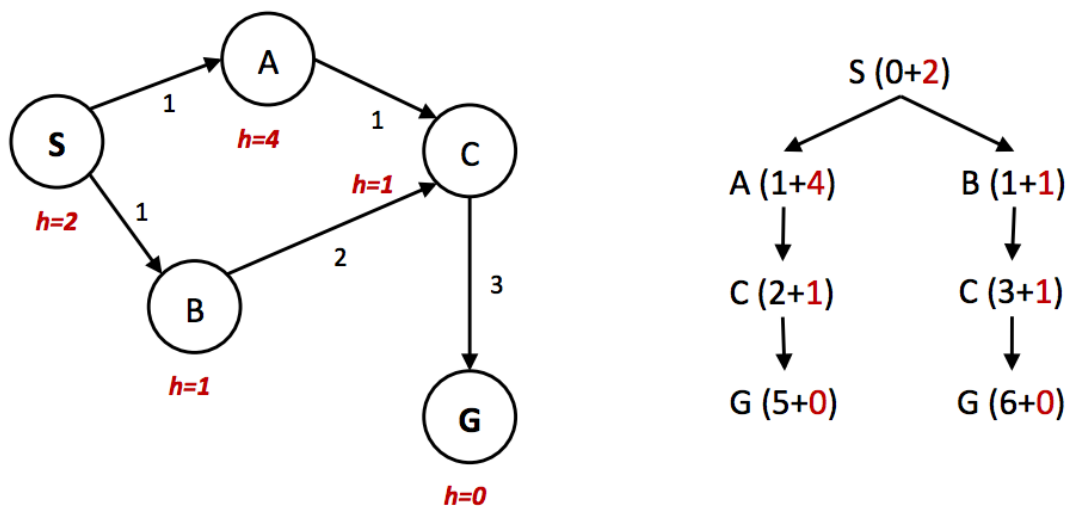 A
1
h=4
S
h=2
1
C
h=1
1
B
h=1
2
3
G
h=0
S (0+2)
A (1+4)
B (1+1)
C (2+1)
C (3+1)
G (5+0)
G (6+0)